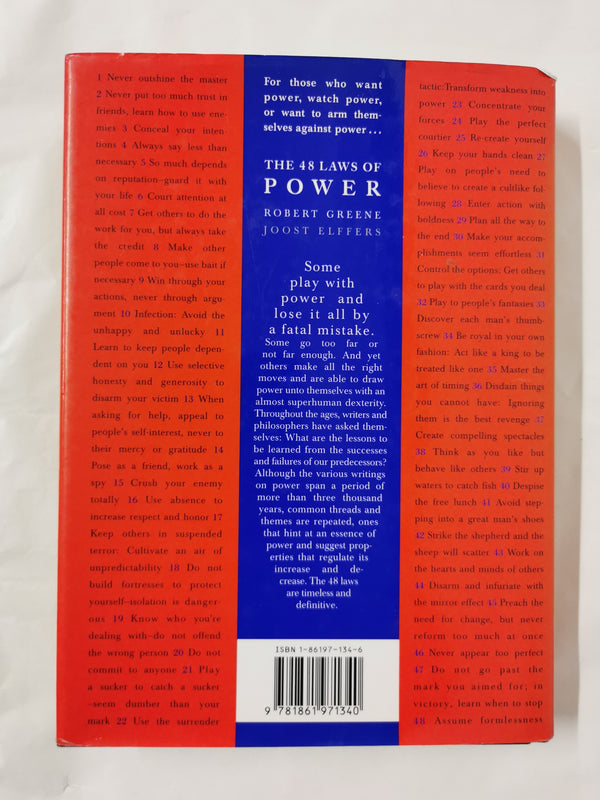 1 Never outshine the master
2 Never put too much trust in
friends, learn how to use ene-
mies 3 Conceal your inten-
tions 4 Always say less than
necessary 5 So much depends
on reputation–guard it with
your life 6 Court attention at
all cost 7 Get others to do the
work for you, but always take
the credit 8 Make other
people come to you–use bait if
necessary 9 Win through your
actions, never through argu-
ment 10 Infection: Avoid the
unhappy and unlucky 11
Learn to keep people depen-
dent on you 12 Use selective
honesty and generosity to
disarm your victim 13 When
asking for help, appeal to
people's self-interest, never to
their mercy or gratitude 14
Pose as a friend, work as a
spy 15 Crush your enemy
totally 16 Use absence to
increase respect and honor 17
Keep others in suspended
terror: Cultivate an air of
unpredictability 18 Do not
build fortresses to protect
yourself–isolation is danger-
ous 19 Know who you're
dealing with–do not offend
the wrong person 20 Do not
commit to anyone 21 Play
a sucker to catch a sucker
–seem dumber than your
mark 22 Use the surrender
For those who want
power, watch power,
or want to arm them-
selves against power...
THE 48 LAWS OF
POWER
ROBERT GREENE
JOOST ELFFERS
Some
play with
power and
lose it all by
a fatal mistake.
Some go too far or
not far enough. And yet
others make all the right
moves and are able to draw
power unto themselves with an
almost superhuman dexterity.
Throughout the ages, writers and
philosophers have asked them-
selves: What are the lessons to
be learned from the successes
and failures of our predecessors?
Although the various writings
on power span a period of
more than three thousand
years, common threads and
themes are repeated, ones
that hint at an essence of
power and suggest prop-
erties that regulate its
increase and de-
crease. The 48 laws
are timeless and
definitive.
ISBN 1-86197-134-6
9 781861 971340
tactic:Transform weakness into
power 23 Concentrate your
forces 24 Play the perfect
courtier 25 Re-create yourself
26 Keep your hands clean 27
Play on people's need to
believe to create a cultlike fol-
lowing 28 Enter action with
boldness 29 Plan all the way to
the end 30 Make your accom-
plishments seem effortless 31
Control the options: Get others
to play with the cards you deal
32 Play to people's fantasies 33
Discover each man's thumb-
screw 34 Be royal in your own
fashion: Act like a king to be
treated like one 35 Master the
art of timing 36 Disdain things
you cannot have: Ignoring
them is the best revenge 37
Create compelling spectacles
38 Think as you like but
behave like others 39 Stir up
waters to catch fish 40 Despise
the free lunch 41 Avoid step-
ping into a great man's shoes
42 Strike the shepherd and the
sheep will scatter 43 Work on
the hearts and minds of others
44 Disarm and infuriate with
the mirror effect 45 Preach the
need for change, but never
reform too much at once
46 Never appear too perfect
47 Do not go past the
mark you aimed for; in
victory, learn when to stop
48 Assume formlessness